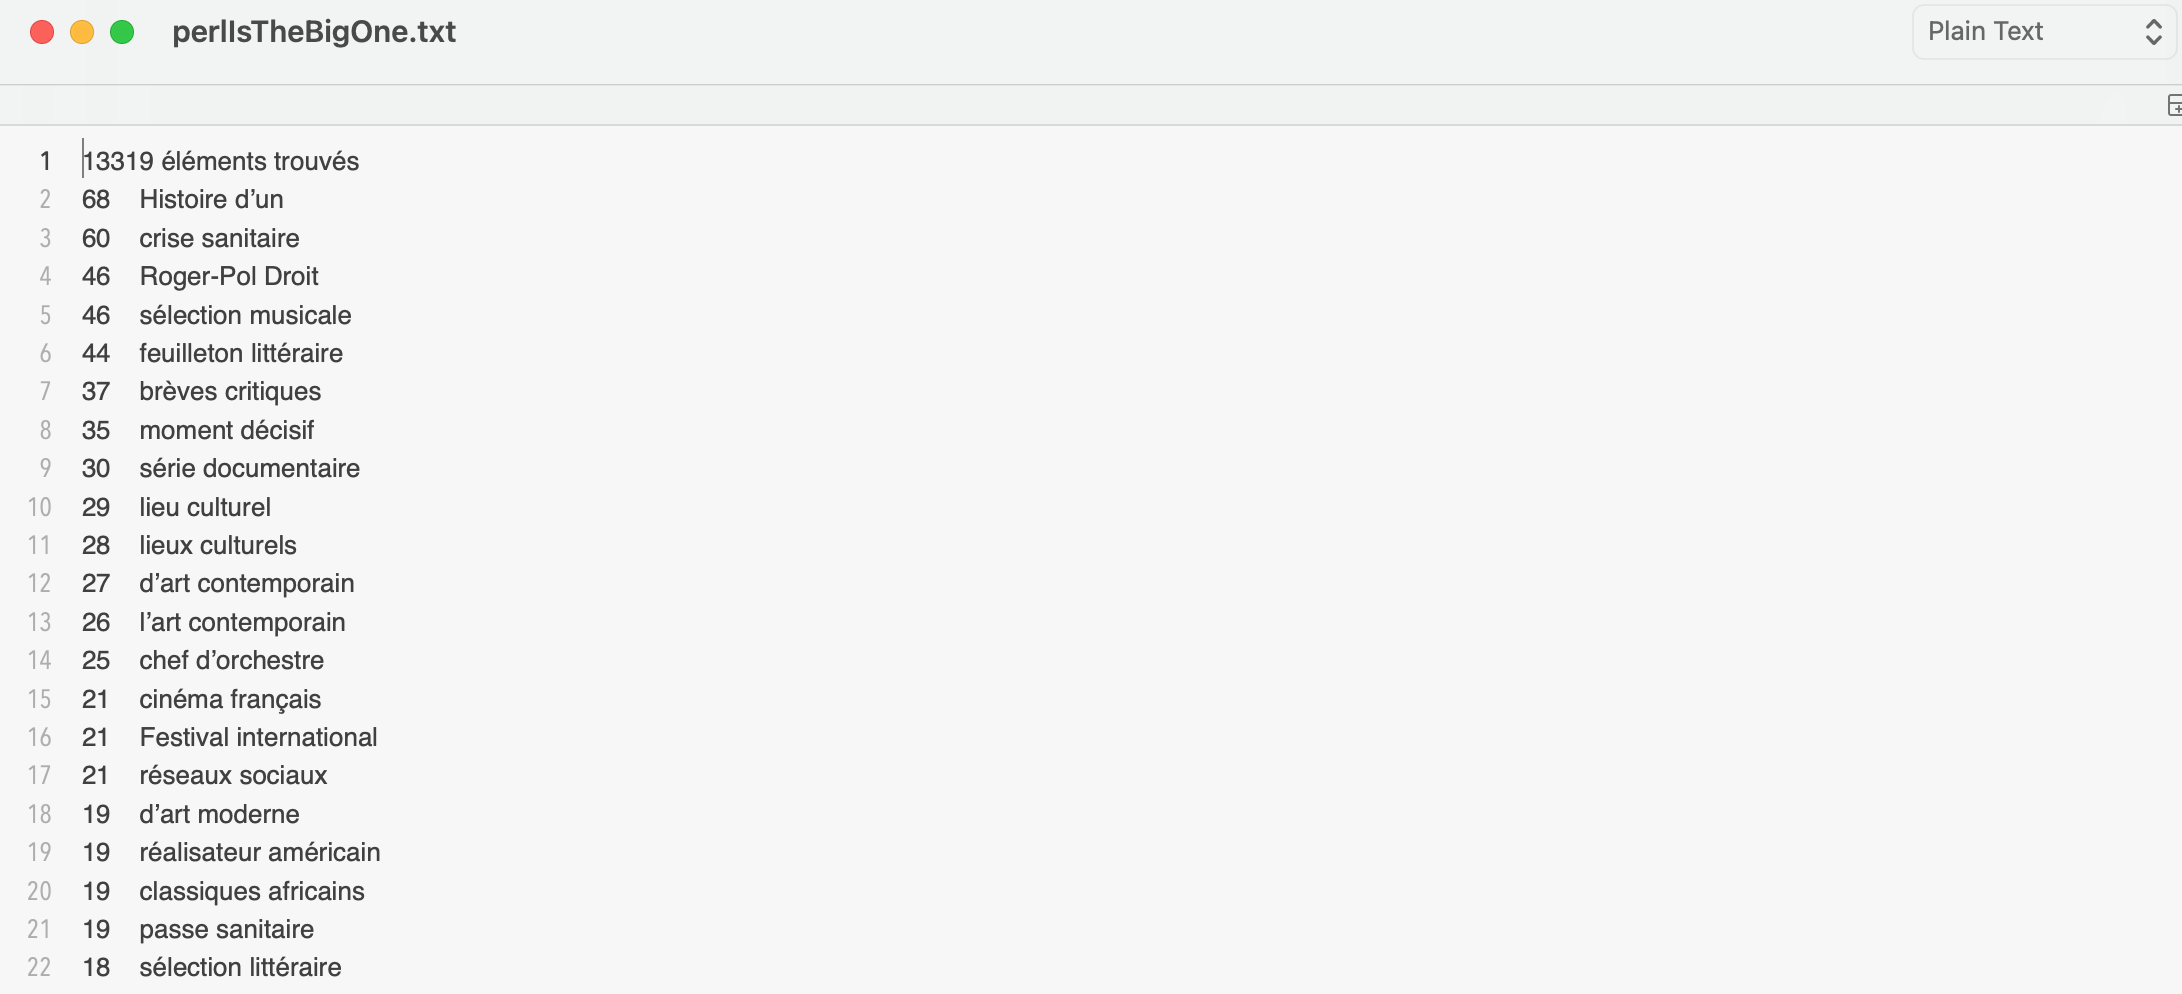 perlIsTheBigOne.txt
Plain Text
1 13319 éléments trouvés
2 68 Histoire d’un
3 60 crise sanitaire
4 46 Roger-Pol Droit
5 46 sélection musicale
6 44 feuilleton littéraire
7 37 brèves critiques
8 35 moment décisif
9 30 série documentaire
10 29 lieu culturel
11 28 lieux culturels
12 27 d’art contemporain
13 26 l’art contemporain
14 25 chef d’orchestre
15 21 cinéma français
16 21 Festival international
17 21 réseaux sociaux
18 19 d’art moderne
19 19 réalisateur américain
20 19 classiques africains
21 19 passe sanitaire
22 18 sélection littéraire